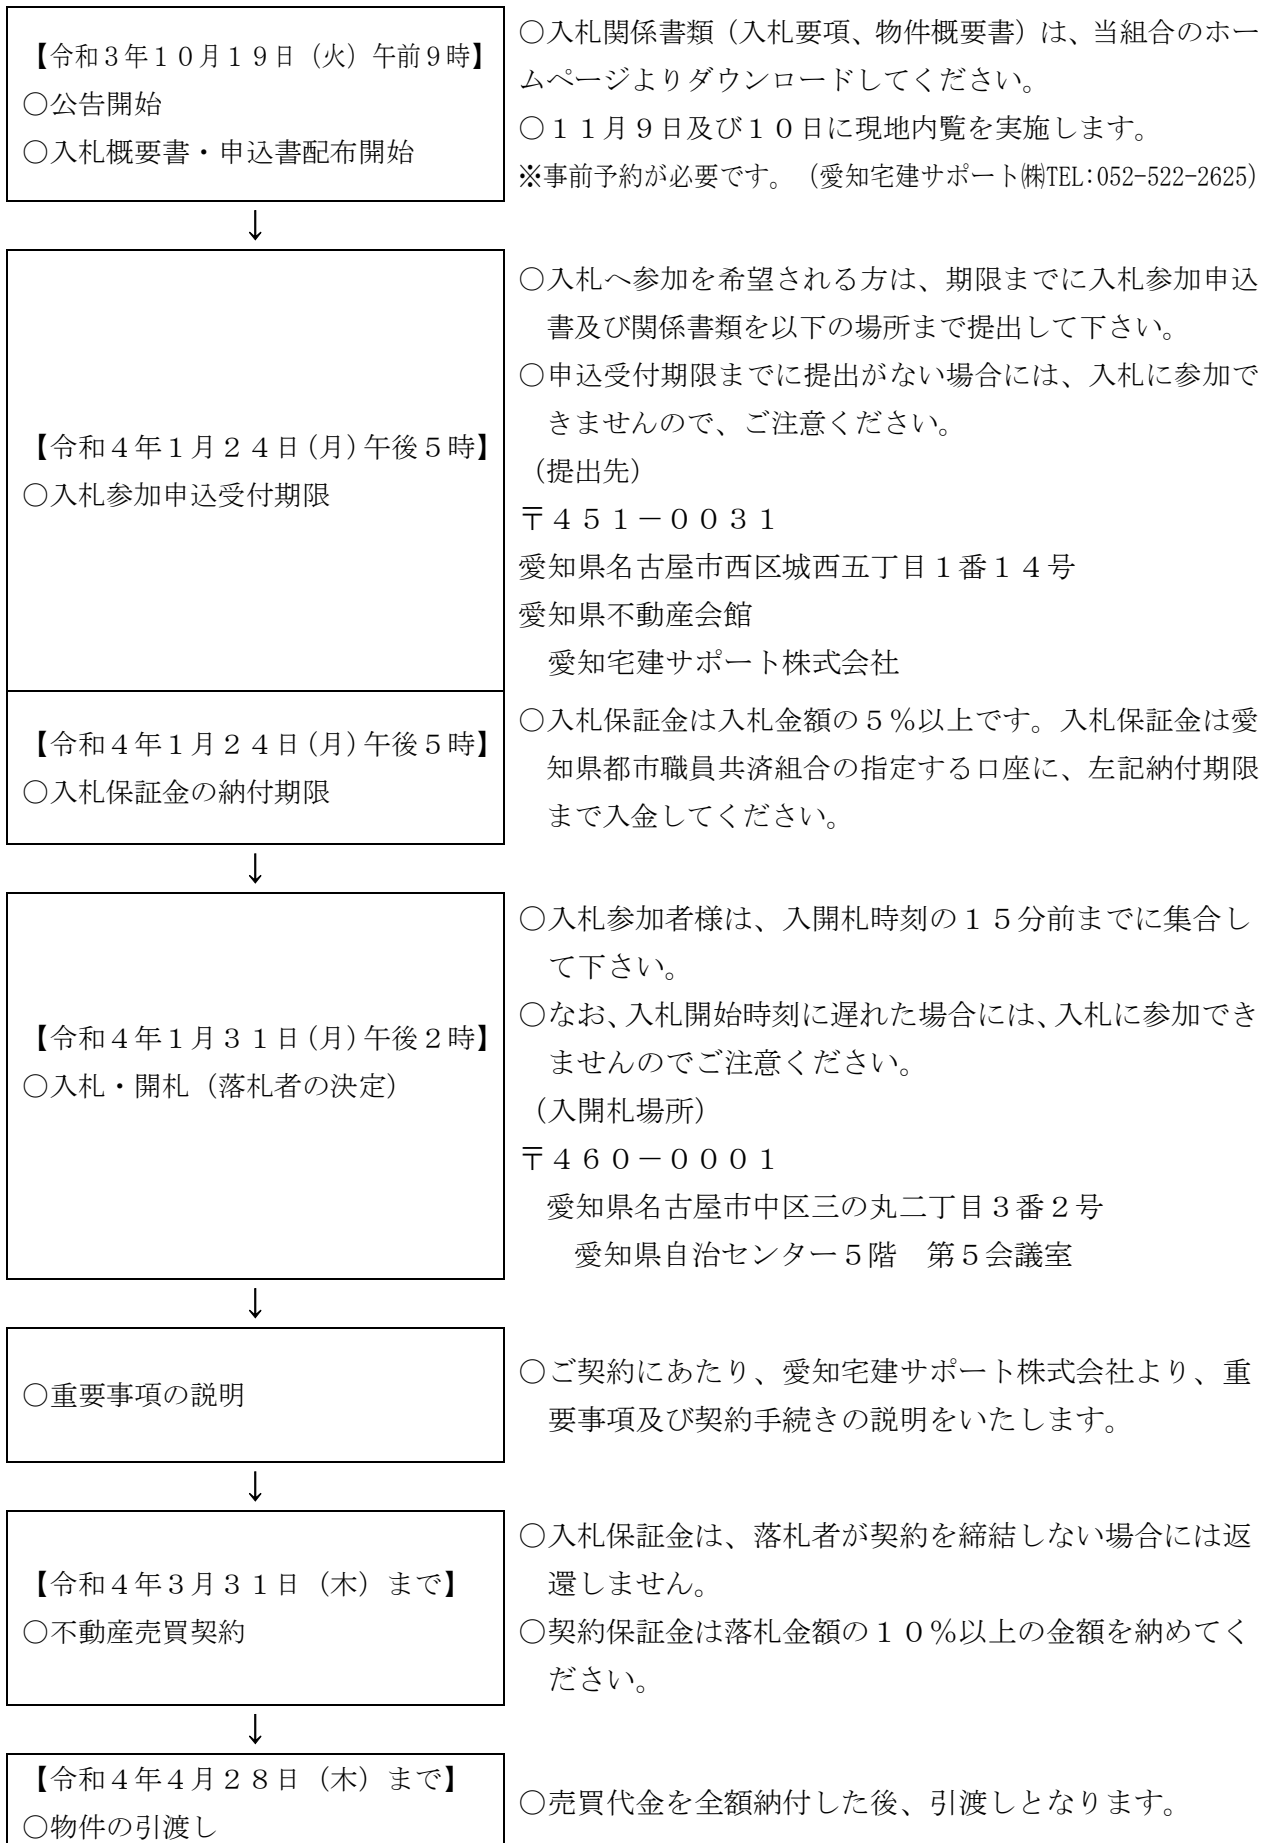 【令和３年１０月１９日（火）午前９時】
○公告開始
○入札概要書・申込書配布開始
○入札関係書類（入札要項、物件概要書）は、当組合のホー
ムページよりダウンロードしてください。
○１１月９日及び１０日に現地内覧を実施します。
※事前予約が必要です。（愛知宅建サポート㈱TEL:052-522-2625）
↓
【令和４年１月２４日（月）午後５時】
○入札参加申込受付期限
○入札へ参加を希望される方は、期限までに入札参加申込
書及び関係書類を以下の場所まで提出して下さい。
○申込受付期限までに提出がない場合には、入札に参加で
きませんので、ご注意ください。
（提出先）
〒４５１－００３１
愛知県名古屋市西区城西五丁目１番１４号
愛知県不動産会館
愛知宅建サポート株式会社
【令和４年１月２４日（月）午後５時】
○入札保証金の納付期限
○入札保証金は入札金額の５％以上です。入札保証金は愛
知県都市職員共済組合の指定する口座に、左記納付期限
まで入金してください。
↓
【令和４年１月３１日（月）午後２時】
○入札・開札（落札者の決定）
○入札参加者様は、入開札時刻の１５分前までに集合し
て下さい。
○なお、入札開始時刻に遅れた場合には、入札に参加でき
ませんのでご注意ください。
（入開札場所）
〒４６０－０００１
愛知県名古屋市中区三の丸二丁目３番２号
愛知県自治センター５階　第５会議室
↓
○重要事項の説明
○ご契約にあたり、愛知宅建サポート株式会社より、重
要事項及び契約手続きの説明をいたします。
↓
【令和４年３月３１日（木）まで】
○不動産売買契約
○入札保証金は、落札者が契約を締結しない場合には返
還しません。
○契約保証金は落札金額の１０％以上の金額を納めてく
ださい。
↓
【令和４年４月２８日（木）まで】
○物件の引渡し
○売買代金を全額納付した後、引渡しとなります。